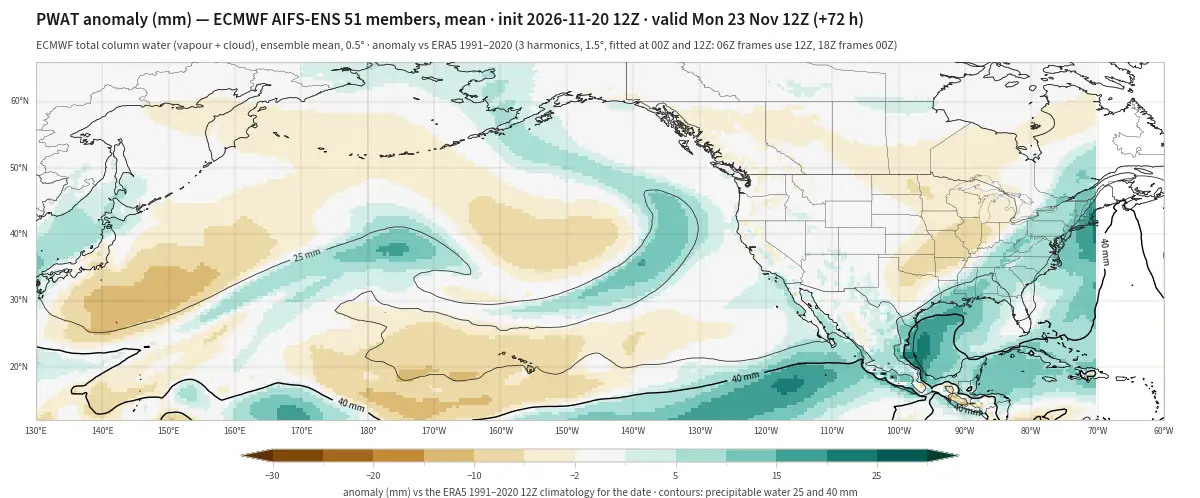 PWAT anomaly (mm) — ECMWF AIFS-ENS 51 members, mean · init 2026-11-20 12Z · valid Mon 23 Nov 12Z (+72 h)
ECMWF total column water (vapour + cloud), ensemble mean, 0.5° · anomaly vs ERA5 1991–2020 (3 harmonics, 1.5°, fitted at 00Z and 12Z: 06Z frames use 12Z, 18Z frames 00Z)
60°N
50°N
40°N
30°N
20°N
25 mm
40 mm
40 mm
40 mm
40 mm
130°E 140°E 150°E 160°E 170°E 180° 170°W 160°W 150°W 140°W 130°W 120°W 110°W 100°W 90°W 80°W 70°W 60°W
−30 −20 −10 −2 5 15 25
anomaly (mm) vs the ERA5 1991–2020 12Z climatology for the date · contours: precipitable water 25 and 40 mm